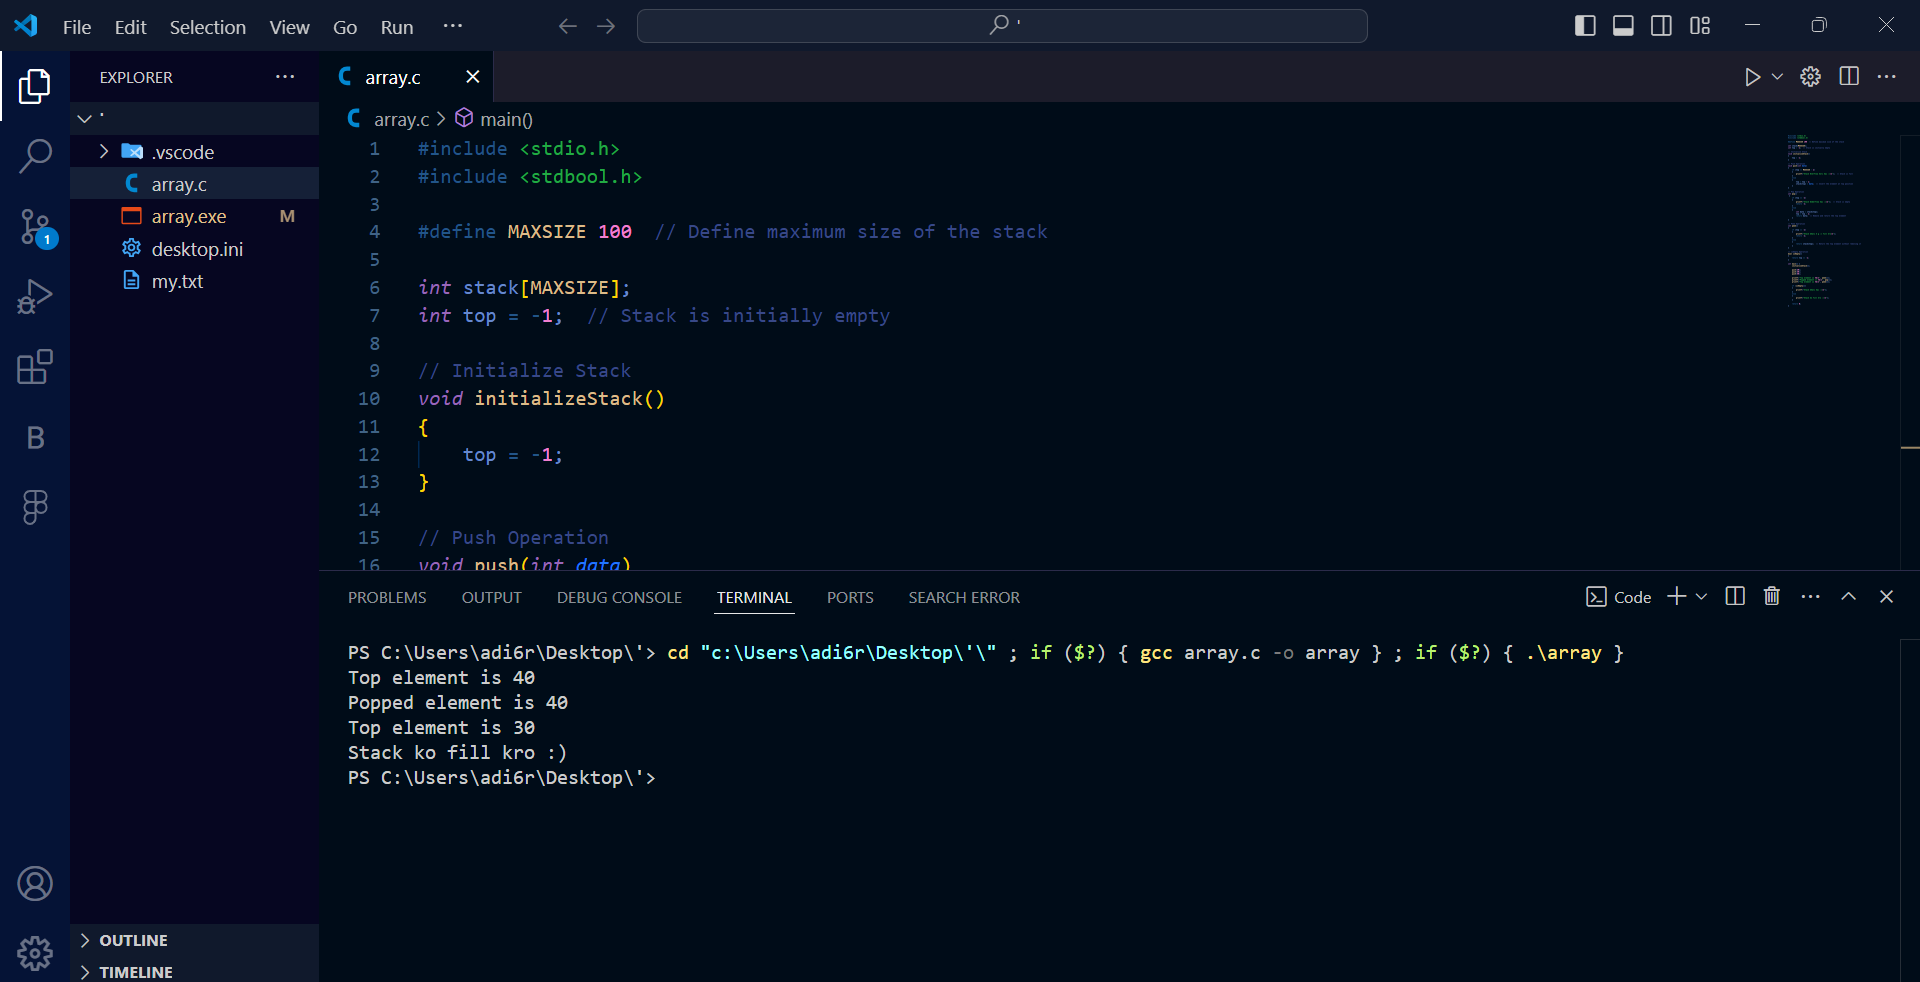 File Edit Selection View Go Run ···
'
EXPLORER ···
array.c
'
.vscode
array.c
array.exe M
desktop.ini
my.txt
1
B
array.c > main()
1 #include <stdio.h>
2 #include <stdbool.h>
3
4 #define MAXSIZE 100  // Define maximum size of the stack
5
6 int stack[MAXSIZE];
7 int top = -1;  // Stack is initially empty
8
9 // Initialize Stack
10 void initializeStack()
11 {
12     top = -1;
13 }
14
15 // Push Operation
16 void push(int data)
PROBLEMS OUTPUT DEBUG CONSOLE TERMINAL PORTS SEARCH ERROR
Code
PS C:\Users\adi6r\Desktop\'> cd "c:\Users\adi6r\Desktop\'\" ; if ($?) { gcc array.c -o array } ; if ($?) { .\array }
Top element is 40
Popped element is 40
Top element is 30
Stack ko fill kro :)
PS C:\Users\adi6r\Desktop\'>
OUTLINE
TIMELINE